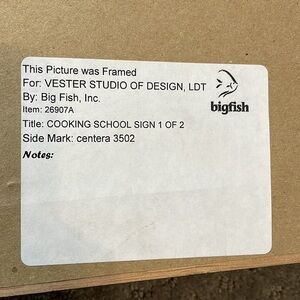 This Picture was Framed
For: VESTER STUDIO OF DESIGN, LDT
By: Big Fish, Inc.
Item: 26907A
bigfish
Title: COOKING SCHOOL SIGN 1 OF 2
Side Mark: centera 3502
Notes: